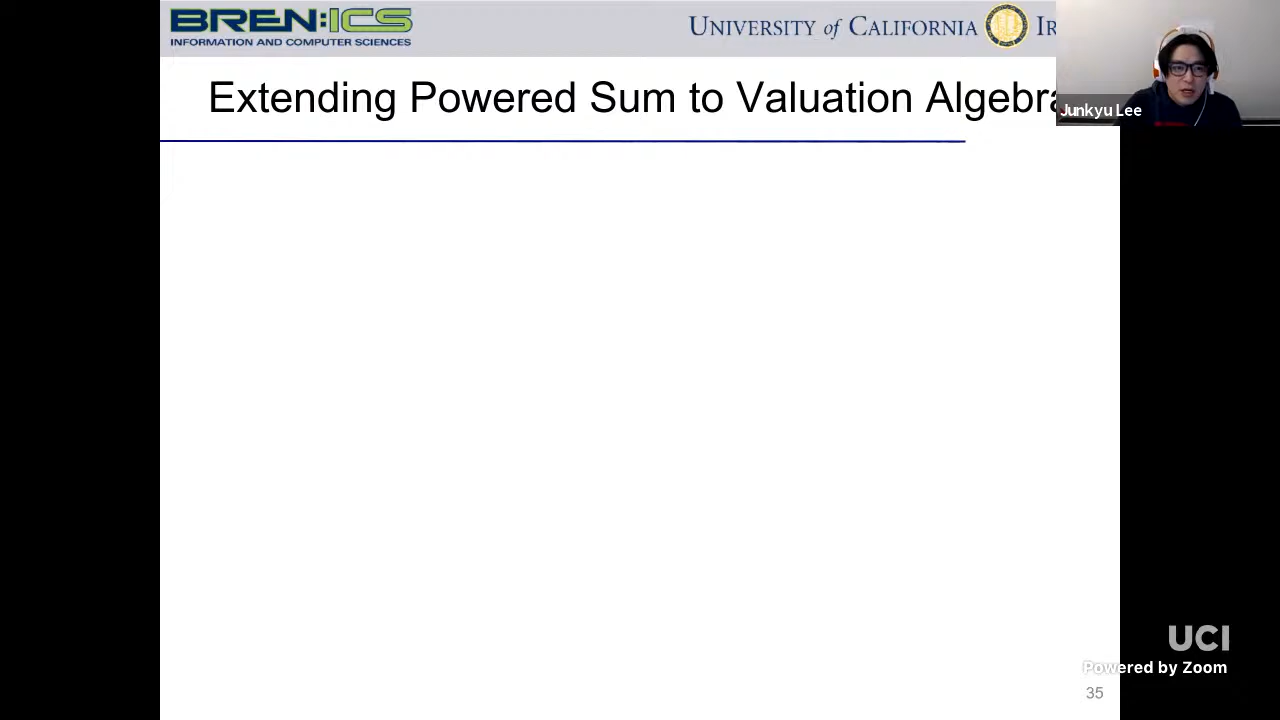 BREN:ICS
INFORMATION AND COMPUTER SCIENCES
UNIVERSITY of CALIFORNIA
Extending Powered Sum to Valuation Algebra
Junkyu Lee
UCI
Powered by Zoom
35